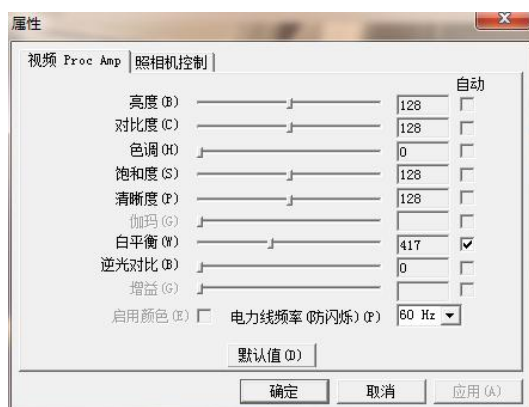 属性
视频 Proc Amp 照相机控制
自动
亮度(B) 128
对比度(C) 128
色调(H) 0
饱和度(S) 128
清晰度(P) 128
伽玛(G)
白平衡(W) 417
逆光对比(B) 0
增益(G)
启用颜色(E) 电力线频率(防闪烁)(P) 60 Hz
默认值(D)
确定 取消 应用(A)